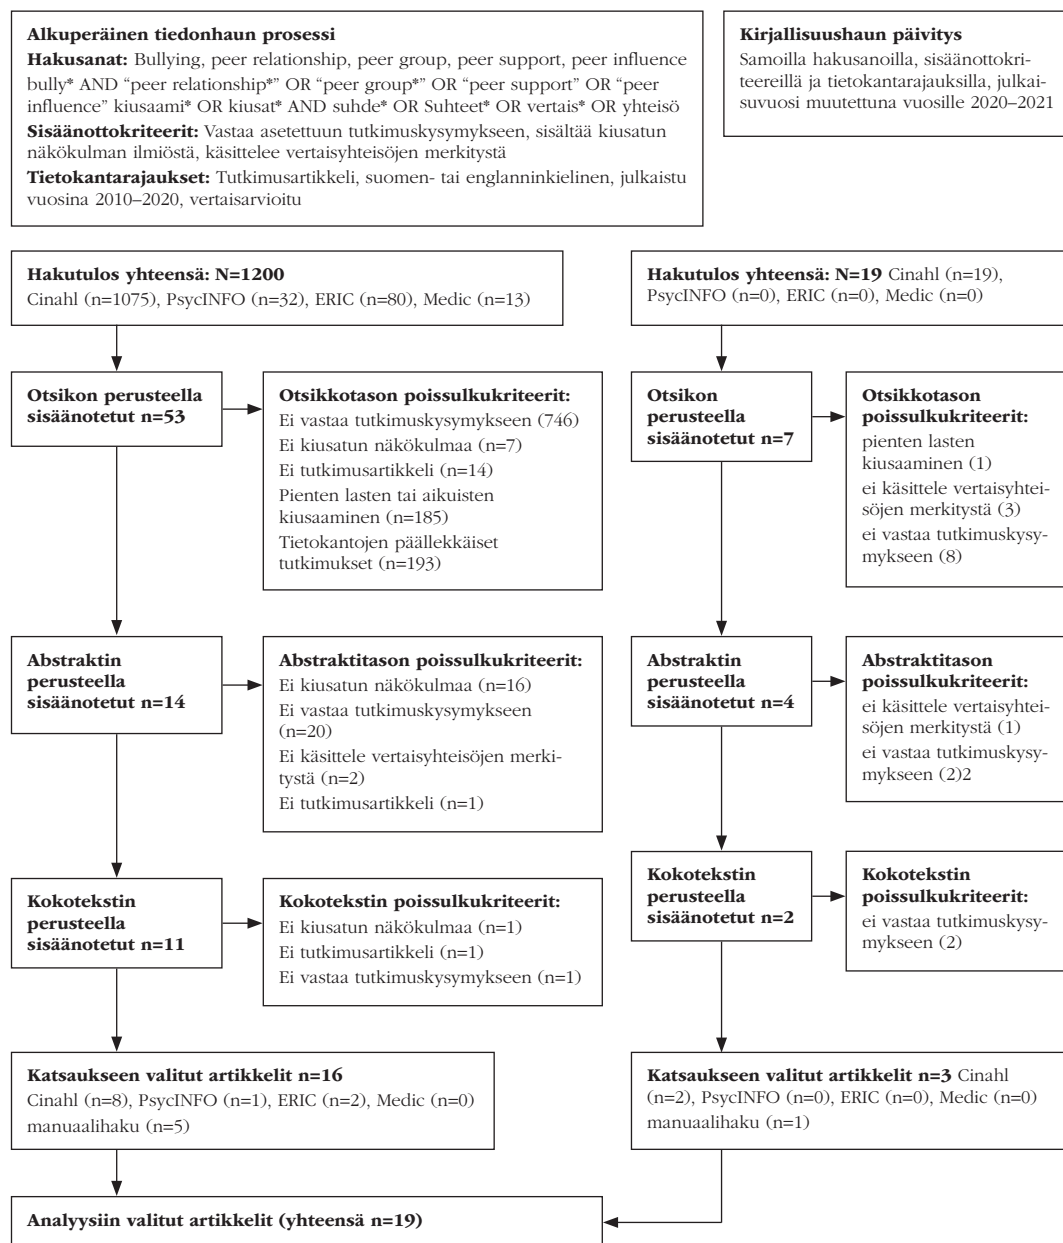 Alkuperäinen tiedonhaun prosessi
Hakusanat: Bullying, peer relationship, peer group, peer support, peer influence
bully* AND “peer relationship*” OR “peer group*” OR “peer support” OR “peer
influence” kiusaami* OR kiusat* AND suhde* OR Suhteet* OR vertais* OR yhteisö
Sisäänottokriteerit: Vastaa asetettuun tutkimuskysymykseen, sisältää kiusatun
näkökulman ilmiöstä, käsittelee vertaisyhteisöjen merkitystä
Tietokantarajaukset: Tutkimusartikkeli, suomen- tai englanninkielinen, julkaistu
vuosina 2010–2020, vertaisarvioitu
Kirjallisuushaun päivitys
Samoilla hakusanoilla, sisäänottokri-
teereillä ja tietokantarajauksilla, julkai-
suvuosi muutettuna vuosille 2020–2021
Hakutulos yhteensä: N=1200
Cinahl (n=1075), PsycINFO (n=32), ERIC (n=80), Medic (n=13)
Hakutulos yhteensä: N=19 Cinahl (n=19),
PsycINFO (n=0), ERIC (n=0), Medic (n=0)
Otsikon perusteella
sisäänotetut n=53
Otsikkotason poissulkukriteerit:
Ei vastaa tutkimuskysymykseen (746)
Ei kiusatun näkökulmaa (n=7)
Ei tutkimusartikkeli (n=14)
Pienten lasten tai aikuisten
kiusaaminen (n=185)
Tietokantojen päällekkäiset
tutkimukset (n=193)
Otsikon
perusteella
sisäänotetut n=7
Otsikkotason
poissulkukriteerit:
pienten lasten
kiusaaminen (1)
ei käsittele vertaisyhtei-
söjen merkitystä (3)
ei vastaa tutkimuskysy-
mykseen (8)
Abstraktin
perusteella
sisäänotetut n=14
Abstraktitason poissulkukriteerit:
Ei kiusatun näkökulmaa (n=16)
Ei vastaa tutkimuskysymykseen
(n=20)
Ei käsittele vertaisyhteisöjen merki-
tystä (n=2)
Ei tutkimusartikkeli (n=1)
Abstraktin
perusteella
sisäänotetut n=4
Abstraktitason
poissulkukriteerit:
ei käsittele vertaisyhtei-
söjen merkitystä (1)
ei vastaa tutkimuskysy-
mykseen (2)2
Kokotekstin
perusteella
sisäänotetut n=11
Kokotekstin poissulkukriteerit:
Ei kiusatun näkökulmaa (n=1)
Ei tutkimusartikkeli (n=1)
Ei vastaa tutkimuskysymykseen (n=1)
Kokotekstin
perusteella
sisäänotetut n=2
Kokotekstin
poissulkukriteerit:
ei vastaa tutkimuskysy-
mykseen (2)
Katsaukseen valitut artikkelit n=16
Cinahl (n=8), PsycINFO (n=1), ERIC (n=2), Medic (n=0)
manuaalihaku (n=5)
Katsaukseen valitut artikkelit n=3 Cinahl
(n=2), PsycINFO (n=0), ERIC (n=0), Medic (n=0)
manuaalihaku (n=1)
Analyysiin valitut artikkelit (yhteensä n=19)